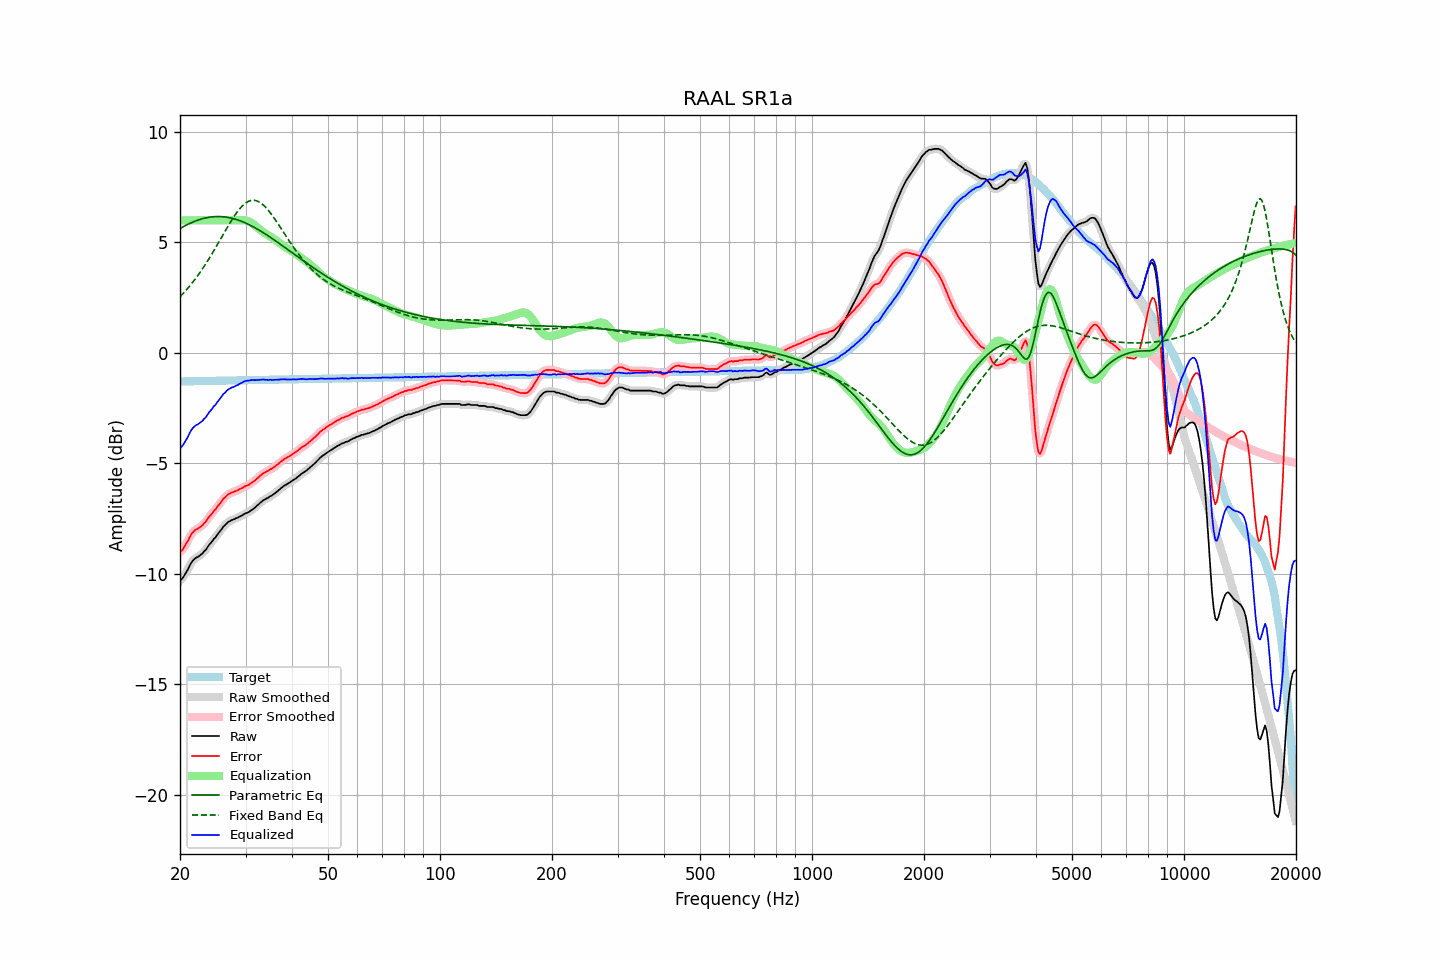 RAAL SR1a
10
5
0
−5
−10
−15
−20
Amplitude (dBr)
Target
Raw Smoothed
Error Smoothed
Raw
Error
Equalization
Parametric Eq
Fixed Band Eq
Equalized
20 50 100 200 500 1000 2000 5000 10000 20000
Frequency (Hz)